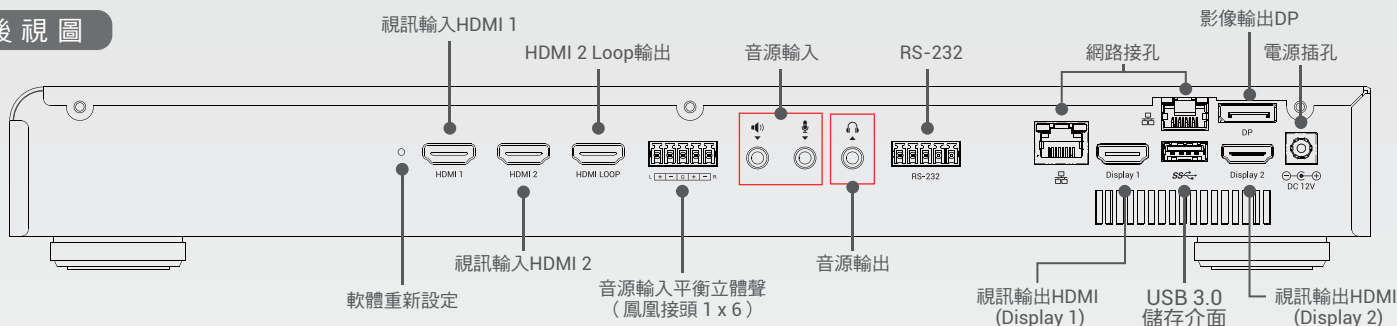 後視圖
視訊輸入HDMI 1
HDMI 2 Loop輸出
音源輸入
RS-232
網路接孔
影像輸出DP
電源插孔
DP
HDMI 1
HDMI 2
HDMI LOOP
L + − G + − R
RS-232
Display 1
SS
Display 2
DC 12V
軟體重新設定
視訊輸入HDMI 2
音源輸入平衡立體聲
（鳳凰接頭 1 x 6）
音源輸出
視訊輸出HDMI
(Display 1)
USB 3.0
儲存介面
視訊輸出HDMI
(Display 2)